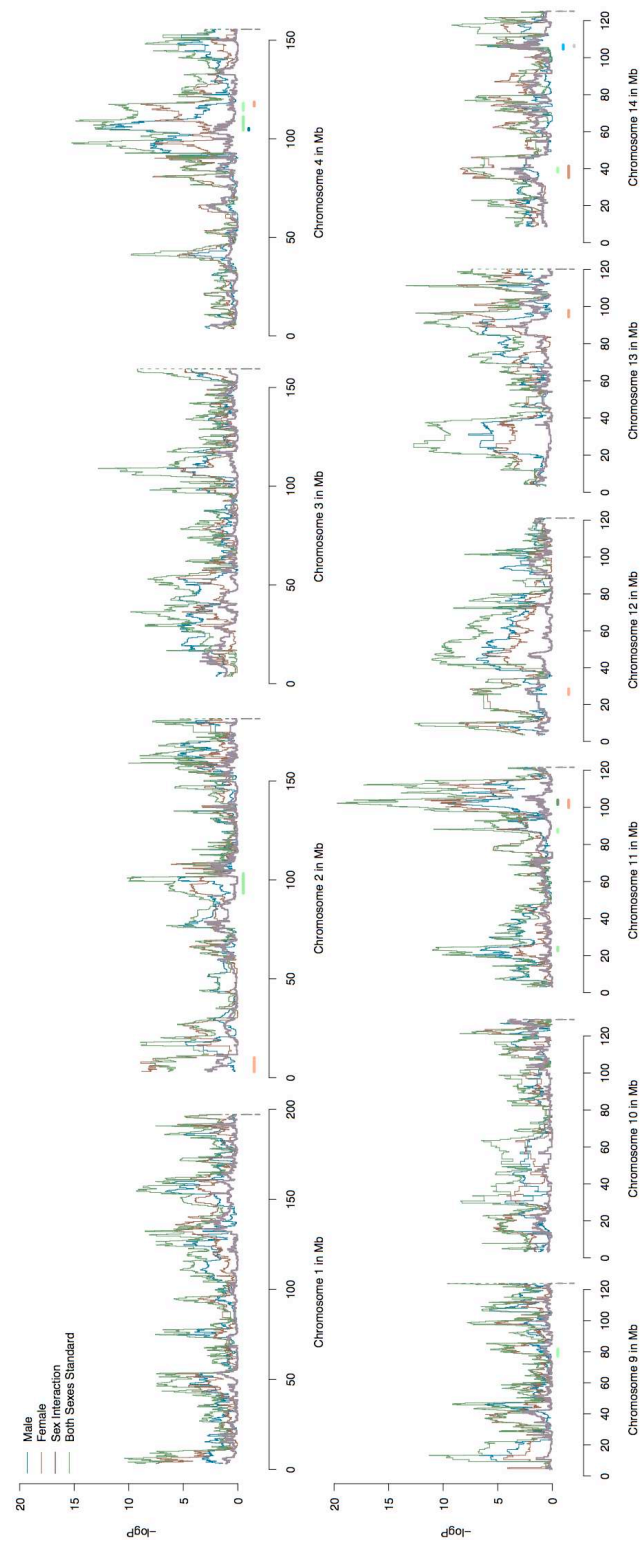 Male
Female
Sex Interaction
Both Sexes Standard
−logP
20
15
10
5
0
0 50 100 150 200
Chromosome 1 in Mb
0 50 100 150
Chromosome 2 in Mb
0 50 100 150
Chromosome 3 in Mb
0 50 100 150
Chromosome 4 in Mb
−logP
20
15
10
5
0
0 20 40 60 80 100 120
Chromosome 9 in Mb
0 20 40 60 80 100 120
Chromosome 10 in Mb
0 20 40 60 80 100 120
Chromosome 11 in Mb
0 20 40 60 80 100 120
Chromosome 12 in Mb
0 20 40 60 80 100 120
Chromosome 13 in Mb
0 20 40 60 80 100 120
Chromosome 14 in Mb